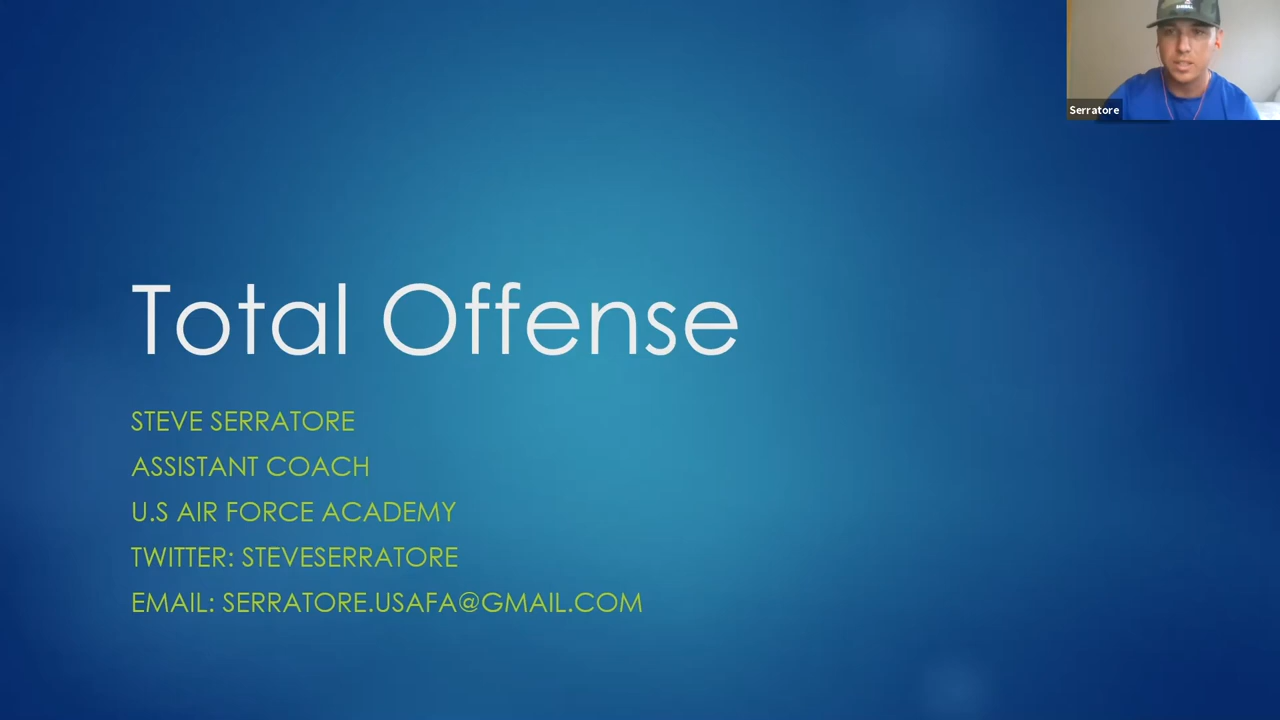 Serratore
Total Offense
STEVE SERRATORE
ASSISTANT COACH
U.S AIR FORCE ACADEMY
TWITTER: STEVESERRATORE
EMAIL: SERRATORE.USAFA@GMAIL.COM